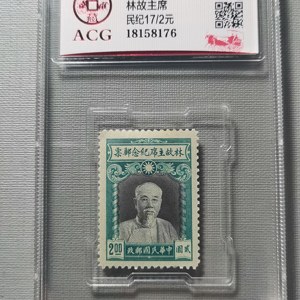 林故主席
民纪17/2元
ACG
18158176
林故主席紀念郵票
2.00
中華民國郵政
貳圓